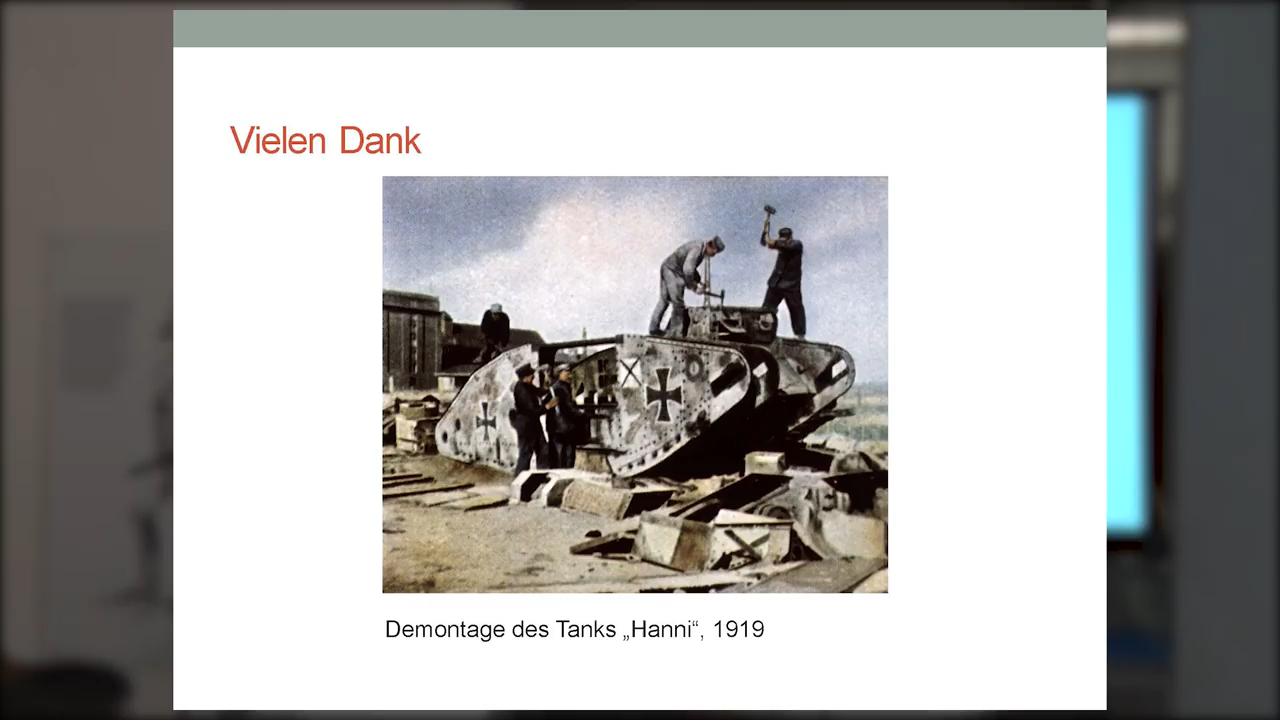 Vielen Dank
Demontage des Tanks „Hanni“, 1919